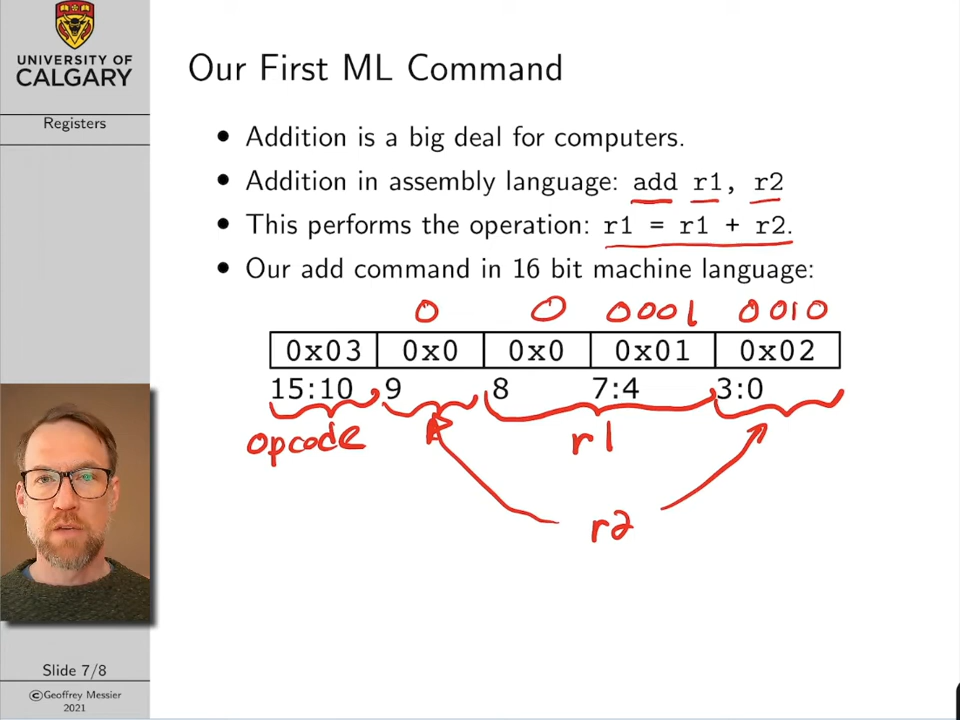 UNIVERSITY OF
CALGARY
Registers
Our First ML Command
• Addition is a big deal for computers.
• Addition in assembly language: add r1, r2
• This performs the operation: r1 = r1 + r2.
• Our add command in 16 bit machine language:
0 0 0001 0010
0x03 0x0 0x0 0x01 0x02
15:10 9 8 7:4 3:0
opcode r1
r2
Slide 7/8
©Geoffrey Messier
2021